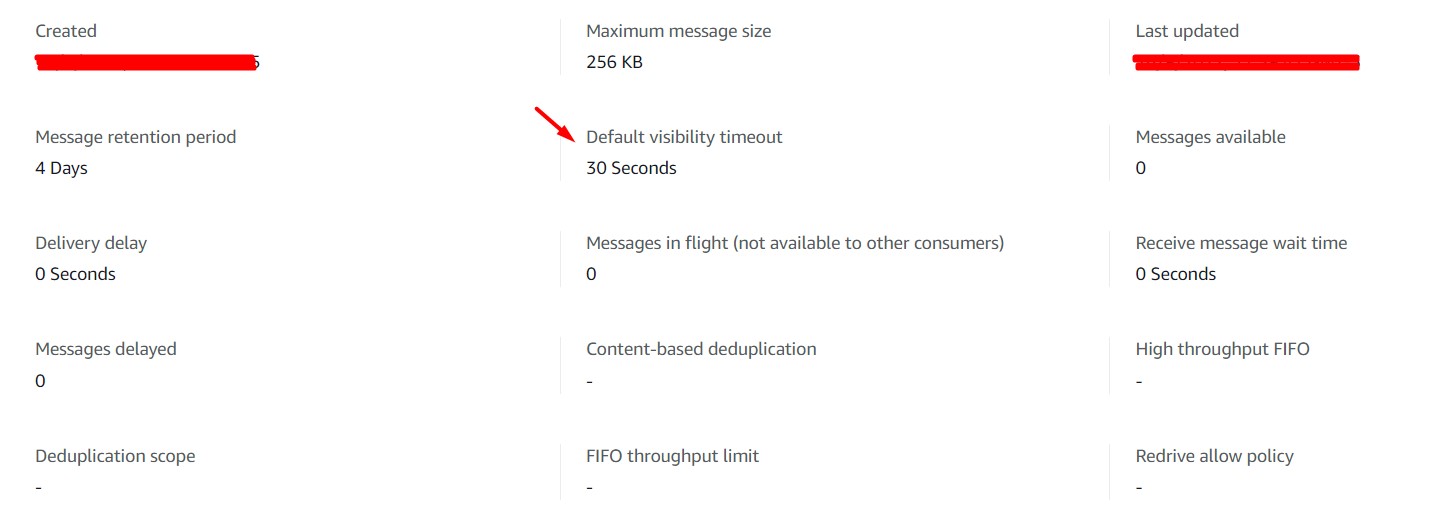 Created
Maximum message size
Last updated
256 KB
Message retention period
Default visibility timeout
Messages available
4 Days
30 Seconds
0
Delivery delay
Messages in flight (not available to other consumers)
Receive message wait time
0 Seconds
0
0 Seconds
Messages delayed
Content-based deduplication
High throughput FIFO
0
-
-
Deduplication scope
FIFO throughput limit
Redrive allow policy
-
-
-